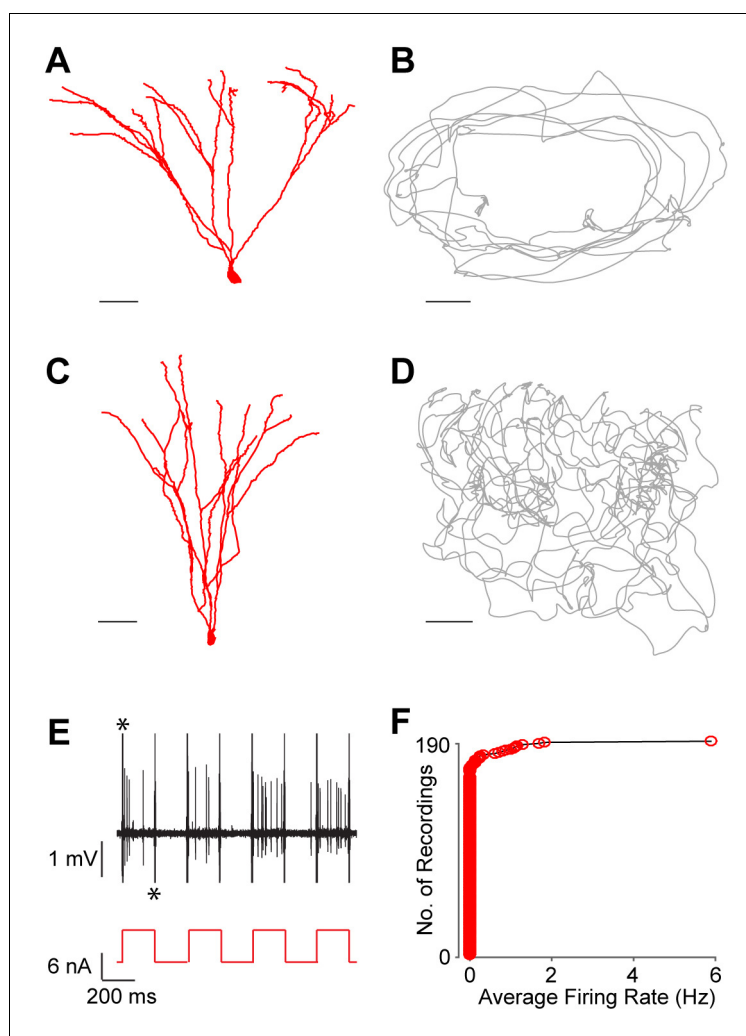 A
B
C
D
E
*
*
1 mV
6 nA
200 ms
F
No. of Recordings
190
0
0
2
4
6
Average Firing Rate (Hz)